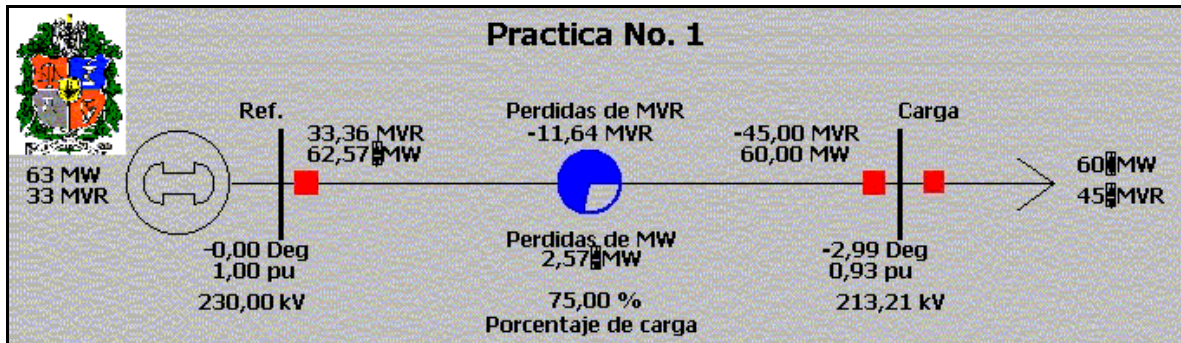 Practica No. 1
Ref.
33,36 MVR
62,57 MW
63 MW
33 MVR
-0,00 Deg
1,00 pu
230,00 kV
Perdidas de MVR
-11,64 MVR
Perdidas de MW
2,57 MW
75,00 %
Porcentaje de carga
-45,00 MVR
60,00 MW
Carga
-2,99 Deg
0,93 pu
213,21 kV
60 MW
45 MVR